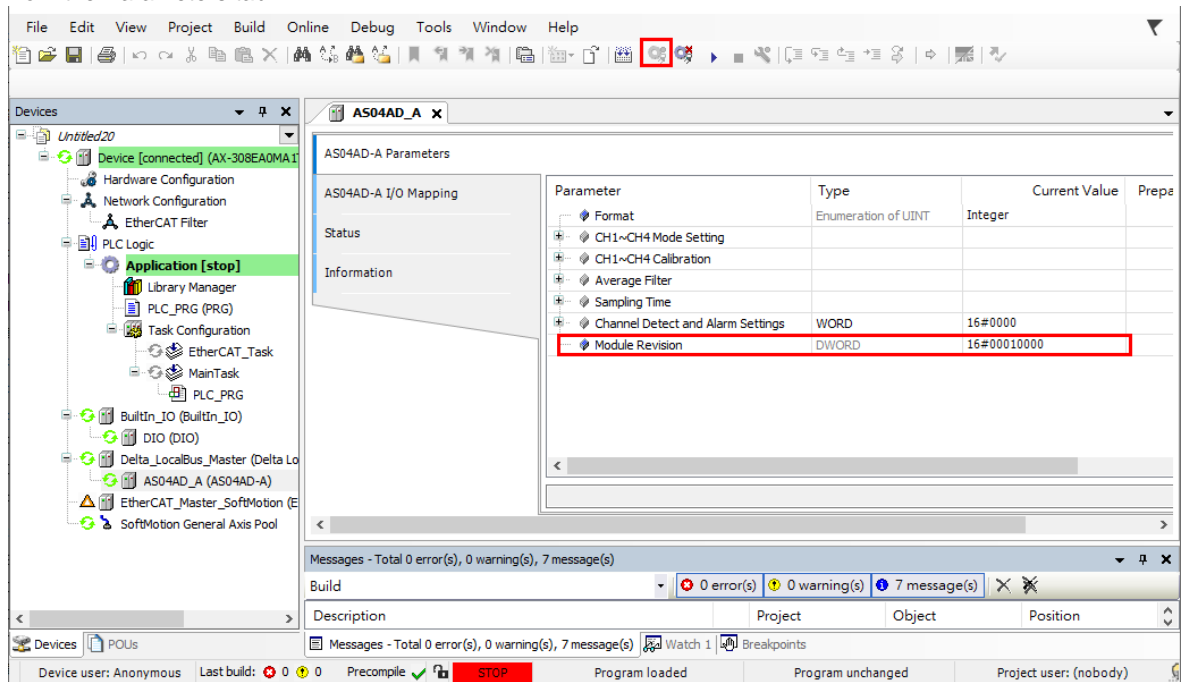 File Edit View Project Build Online Debug Tools Window Help
Devices
Untitled20
Device [connected] (AX-308EA0MA1
Hardware Configuration
Network Configuration
EtherCAT Filter
PLC Logic
Application [stop]
Library Manager
PLC_PRG (PRG)
Task Configuration
EtherCAT_Task
MainTask
PLC_PRG
BuiltIn_IO (BuiltIn_IO)
DIO (DIO)
Delta_LocalBus_Master (Delta Lo
AS04AD_A (AS04AD-A)
EtherCAT_Master_SoftMotion (E
SoftMotion General Axis Pool
Devices POUs
AS04AD_A
AS04AD-A Parameters
AS04AD-A I/O Mapping
Status
Information
Parameter Type Current Value Prepa
Format Enumeration of UINT Integer
CH1~CH4 Mode Setting
CH1~CH4 Calibration
Average Filter
Sampling Time
Channel Detect and Alarm Settings WORD 16#0000
Module Revision DWORD 16#00010000
Messages - Total 0 error(s), 0 warning(s), 7 message(s)
Build 0 error(s) 0 warning(s) 7 message(s)
Description Project Object Position
Messages - Total 0 error(s), 0 warning(s), 7 message(s) Watch 1 Breakpoints
Device user: Anonymous Last build: 0 0 Precompile STOP Program loaded Program unchanged Project user: (nobody)